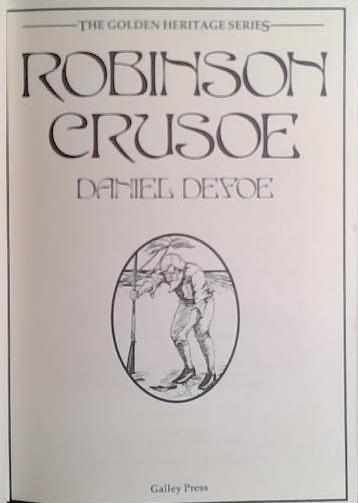 THE GOLDEN HERITAGE SERIES
ROBINSON
CRUSOE
DANIEL DEFOE
Galley Press